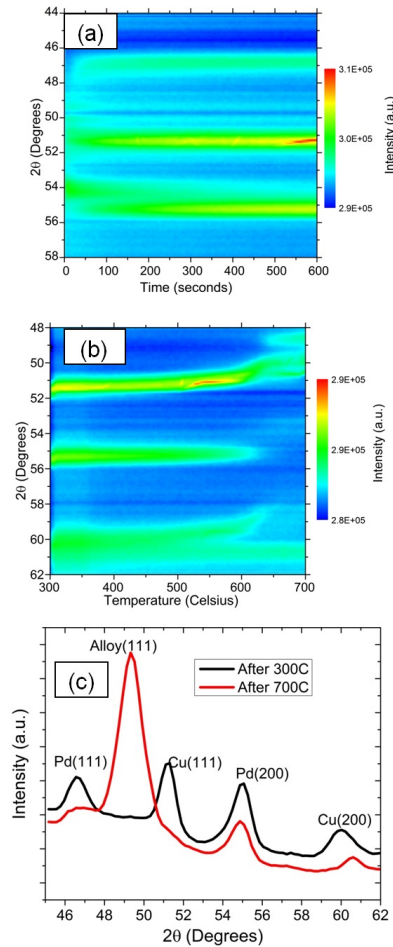 (a)
44
46
48
50
52
54
56
58
2θ (Degrees)
0 100 200 300 400 500 600
Time (seconds)
3.1E+05
3.0E+05
2.9E+05
Intensity (a.u.)
(b)
48
50
52
54
56
58
60
62
2θ (Degrees)
300 400 500 600 700
Temperature (Celsius)
2.9E+05
2.9E+05
2.8E+05
Intensity (a.u.)
(c)
Alloy(111)
After 300C
After 700C
Pd(111)
Cu(111)
Pd(200)
Cu(200)
Intensity (a.u.)
46 48 50 52 54 56 58 60 62
2θ (Degrees)